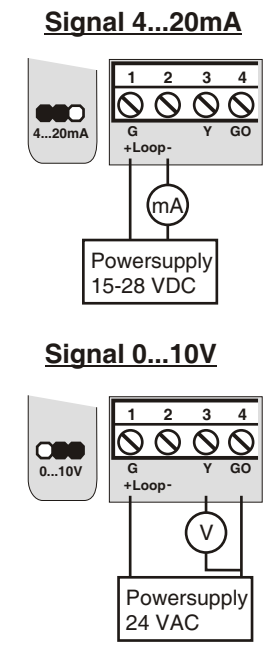 Signal 4...20mA
1 2 3 4
4...20mA
G Y GO
+Loop-
mA
Powersupply
15-28 VDC
Signal 0...10V
1 2 3 4
0...10V
G Y GO
+Loop-
V
Powersupply
24 VAC